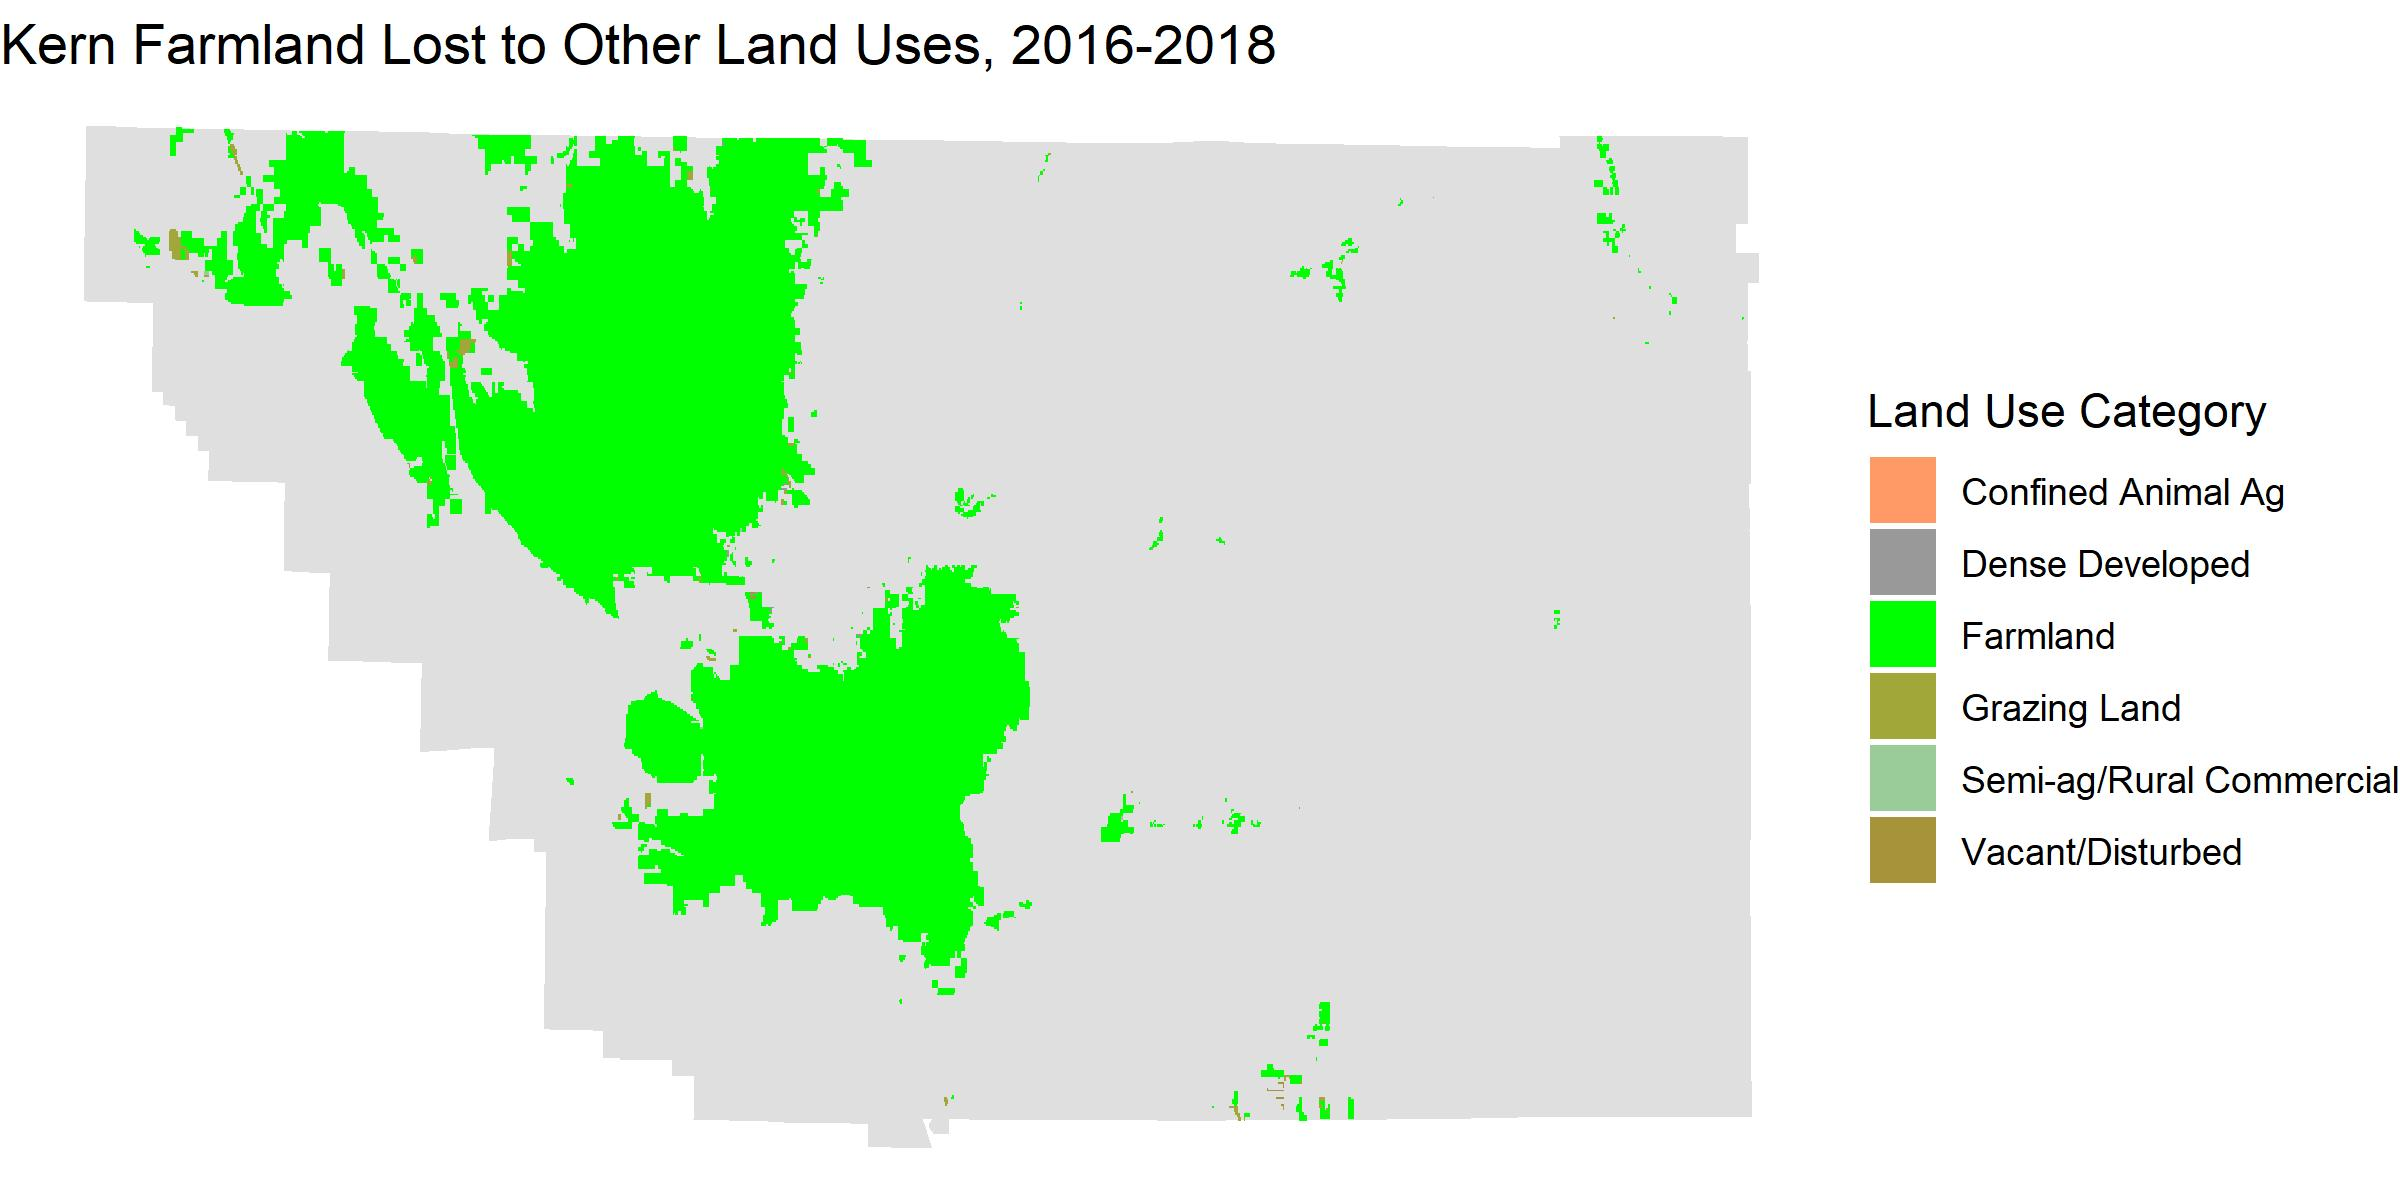 Kern Farmland Lost to Other Land Uses, 2016-2018
Land Use Category
Confined Animal Ag
Dense Developed
Farmland
Grazing Land
Semi-ag/Rural Commercial
Vacant/Disturbed